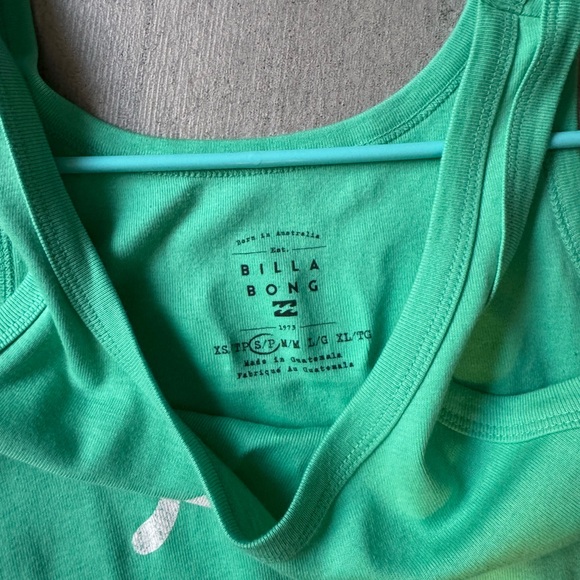 Born in Australia
Est.
BILLA
BONG
1973
XS/TP S/P M/M L/G XL/TG
Made in Guatemala
Fabriqué Au Guatemala